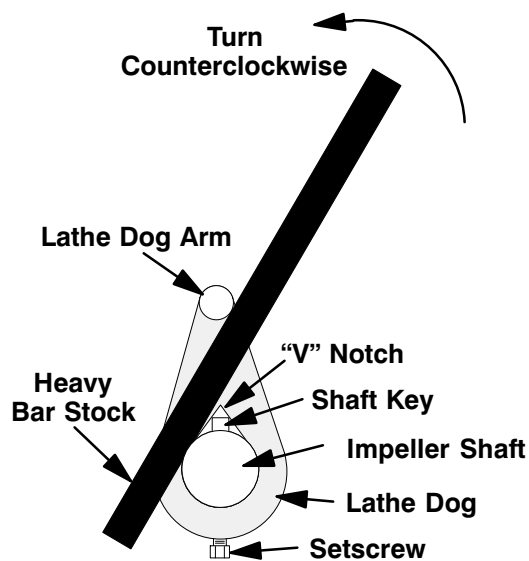 Turn
Counterclockwise
Lathe Dog Arm
“V” Notch
Heavy
Bar Stock
Shaft Key
Impeller Shaft
Lathe Dog
Setscrew